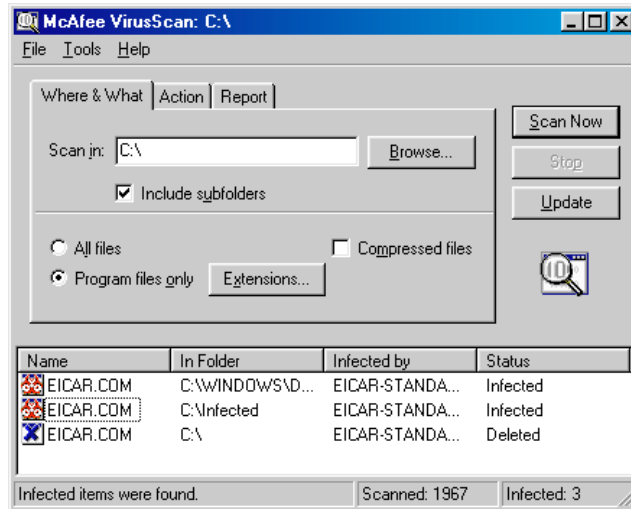 McAfee VirusScan: C:\
File Tools Help
Where & What Action Report
Scan in: C:\ Browse...
Include subfolders
All files
Program files only Extensions...
Compressed files
Scan Now
Stop
Update
Name In Folder Infected by Status
EICAR.COM C:\WINDOWS\D... EICAR-STANDA... Infected
EICAR.COM C:\Infected EICAR-STANDA... Infected
EICAR.COM C:\ EICAR-STANDA... Deleted
Infected items were found. Scanned: 1967 Infected: 3